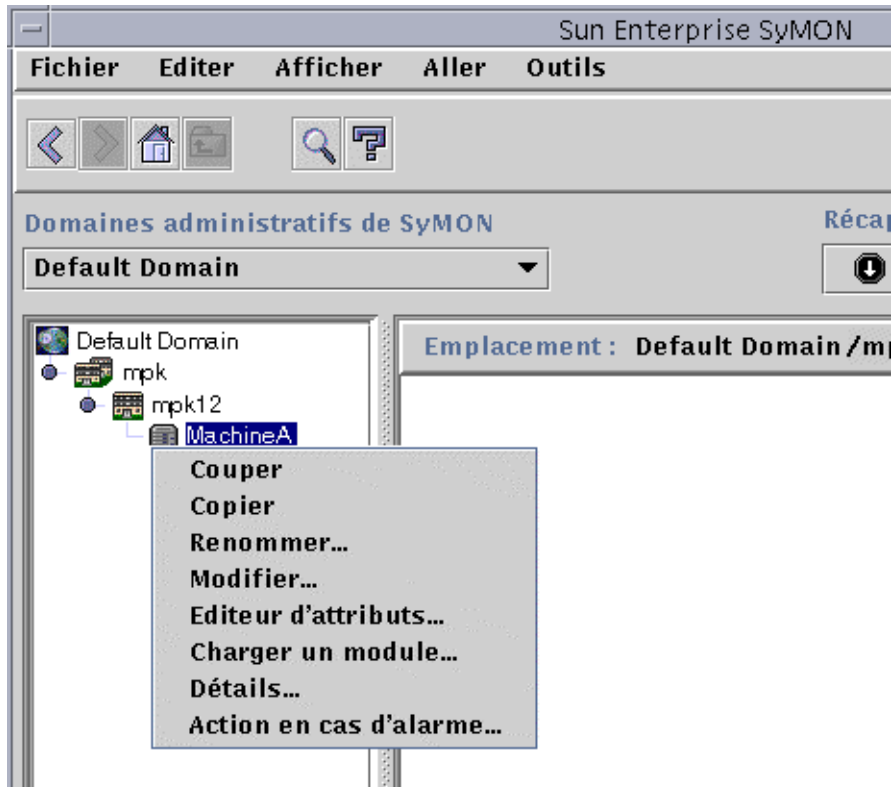 Sun Enterprise SyMON
Fichier Editer Afficher Aller Outils
Domaines administratifs de SyMON
Default Domain
Default Domain
mpk
mpk12
MachineA
Emplacement : Default Domain /
Couper
Copier
Renommer...
Modifier...
Editeur d'attributs...
Charger un module...
Détails...
Action en cas d'alarme...